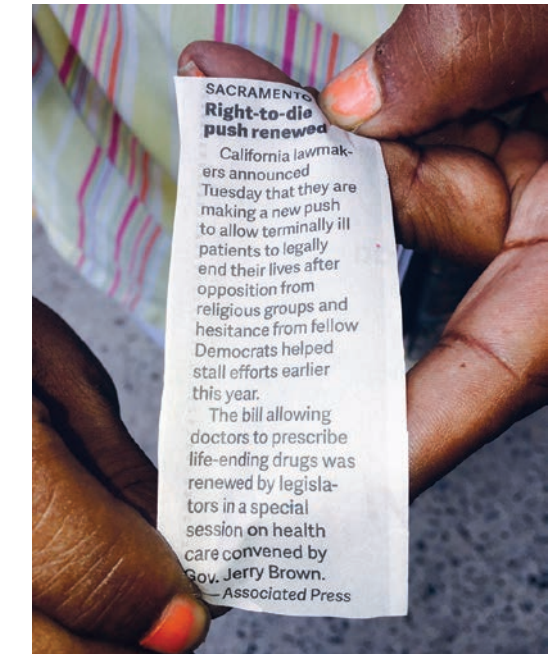 SACRAMENTO
Right-to-die
push renewed
California lawmak-
ers announced
Tuesday that they are
making a new push
to allow terminally ill
patients to legally
end their lives after
opposition from
religious groups and
hesitance from fellow
Democrats helped
stall efforts earlier
this year.
The bill allowing
doctors to prescribe
life-ending drugs was
renewed by legisla-
tors in a special
session on health
care convened by
Gov. Jerry Brown.
— Associated Press